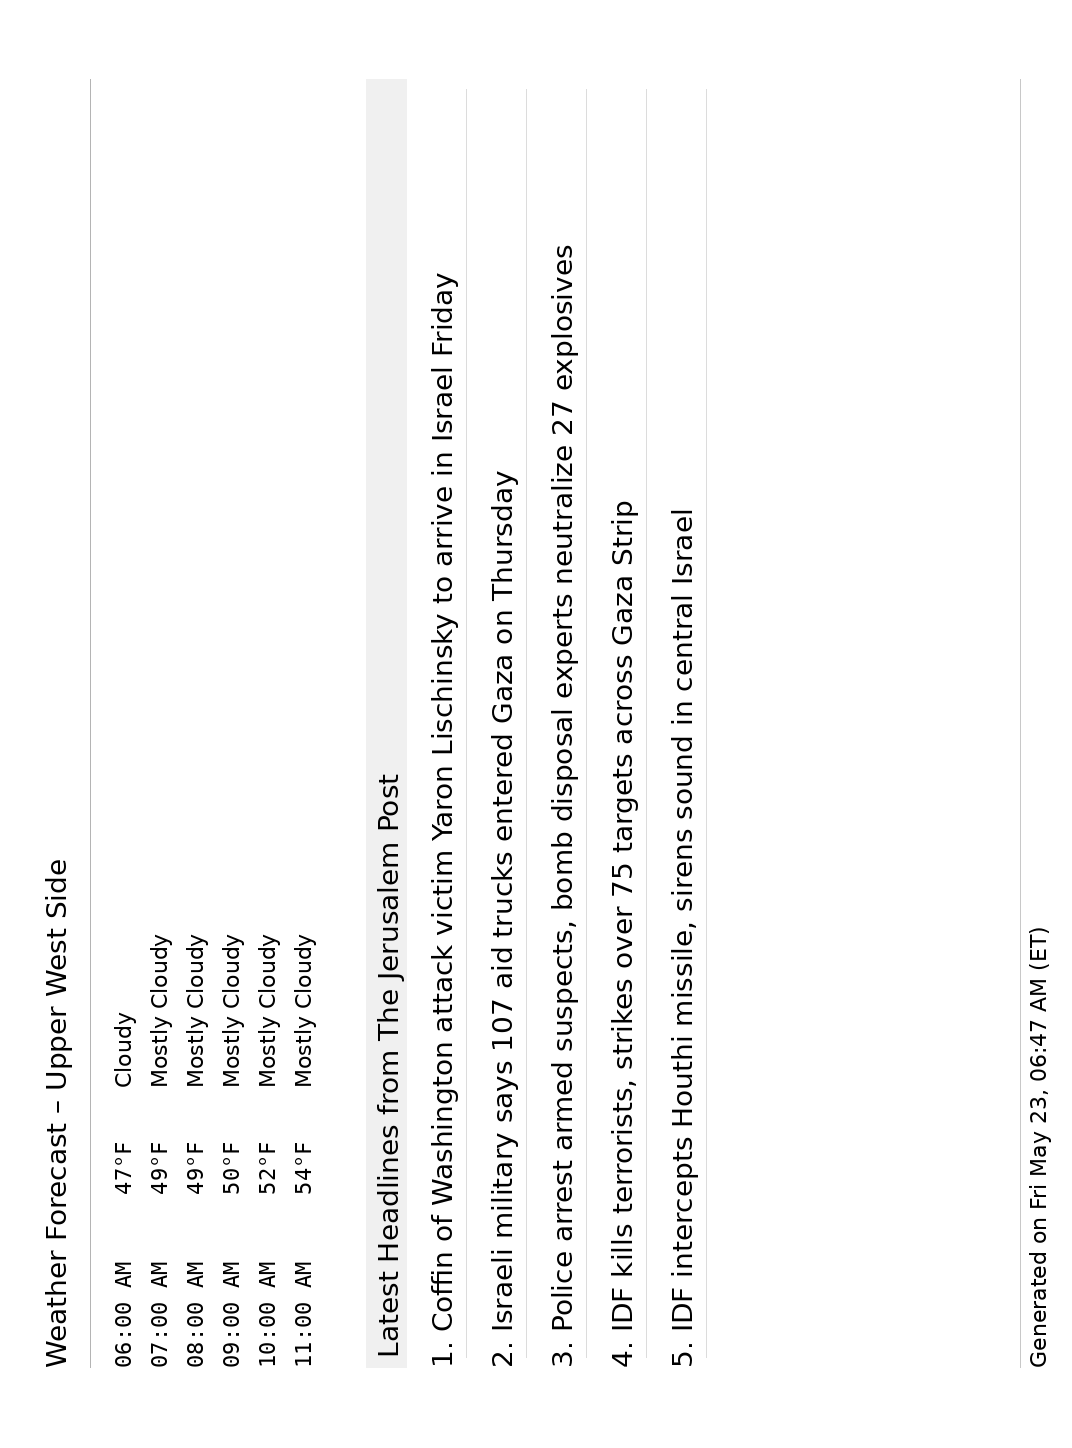 Weather Forecast – Upper West Side
06:00 AM 47°F Cloudy
07:00 AM 49°F Mostly Cloudy
08:00 AM 49°F Mostly Cloudy
09:00 AM 50°F Mostly Cloudy
10:00 AM 52°F Mostly Cloudy
11:00 AM 54°F Mostly Cloudy
Latest Headlines from The Jerusalem Post
1. Coffin of Washington attack victim Yaron Lischinsky to arrive in Israel Friday
2. Israeli military says 107 aid trucks entered Gaza on Thursday
3. Police arrest armed suspects, bomb disposal experts neutralize 27 explosives
4. IDF kills terrorists, strikes over 75 targets across Gaza Strip
5. IDF intercepts Houthi missile, sirens sound in central Israel
Generated on Fri May 23, 06:47 AM (ET)